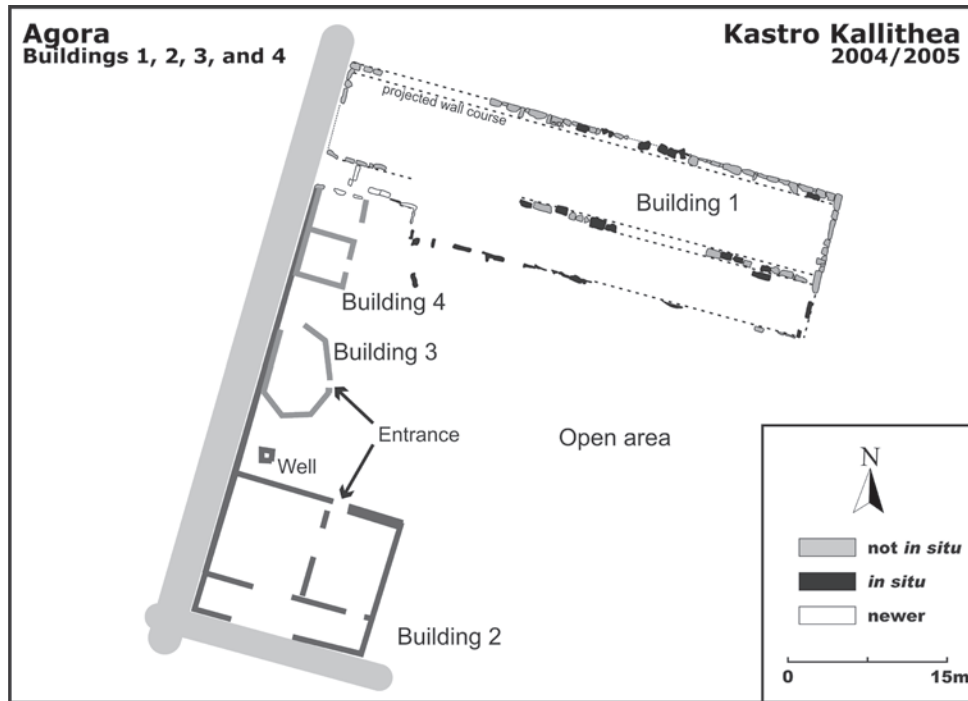 Agora
Buildings 1, 2, 3, and 4
Kastro Kallithea
2004/2005
projected wall course
Building 1
Building 4
Building 3
Entrance
Open area
Well
Building 2
N
not in situ
in situ
newer
0 15m